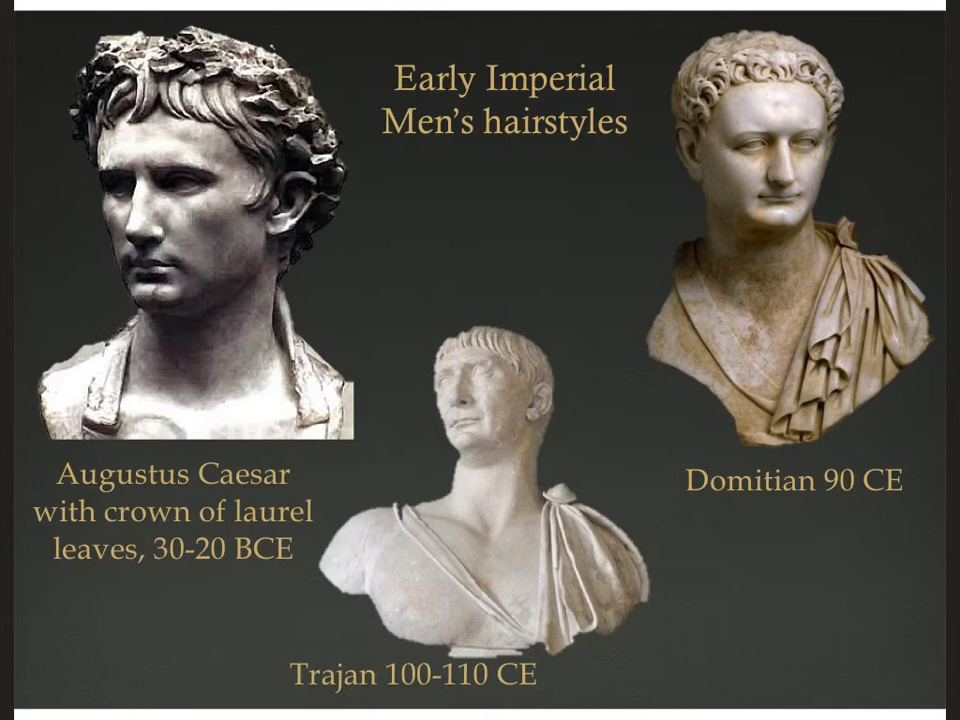 Early Imperial
Men’s hairstyles
Augustus Caesar
with crown of laurel
leaves, 30-20 BCE
Domitian 90 CE
Trajan 100-110 CE